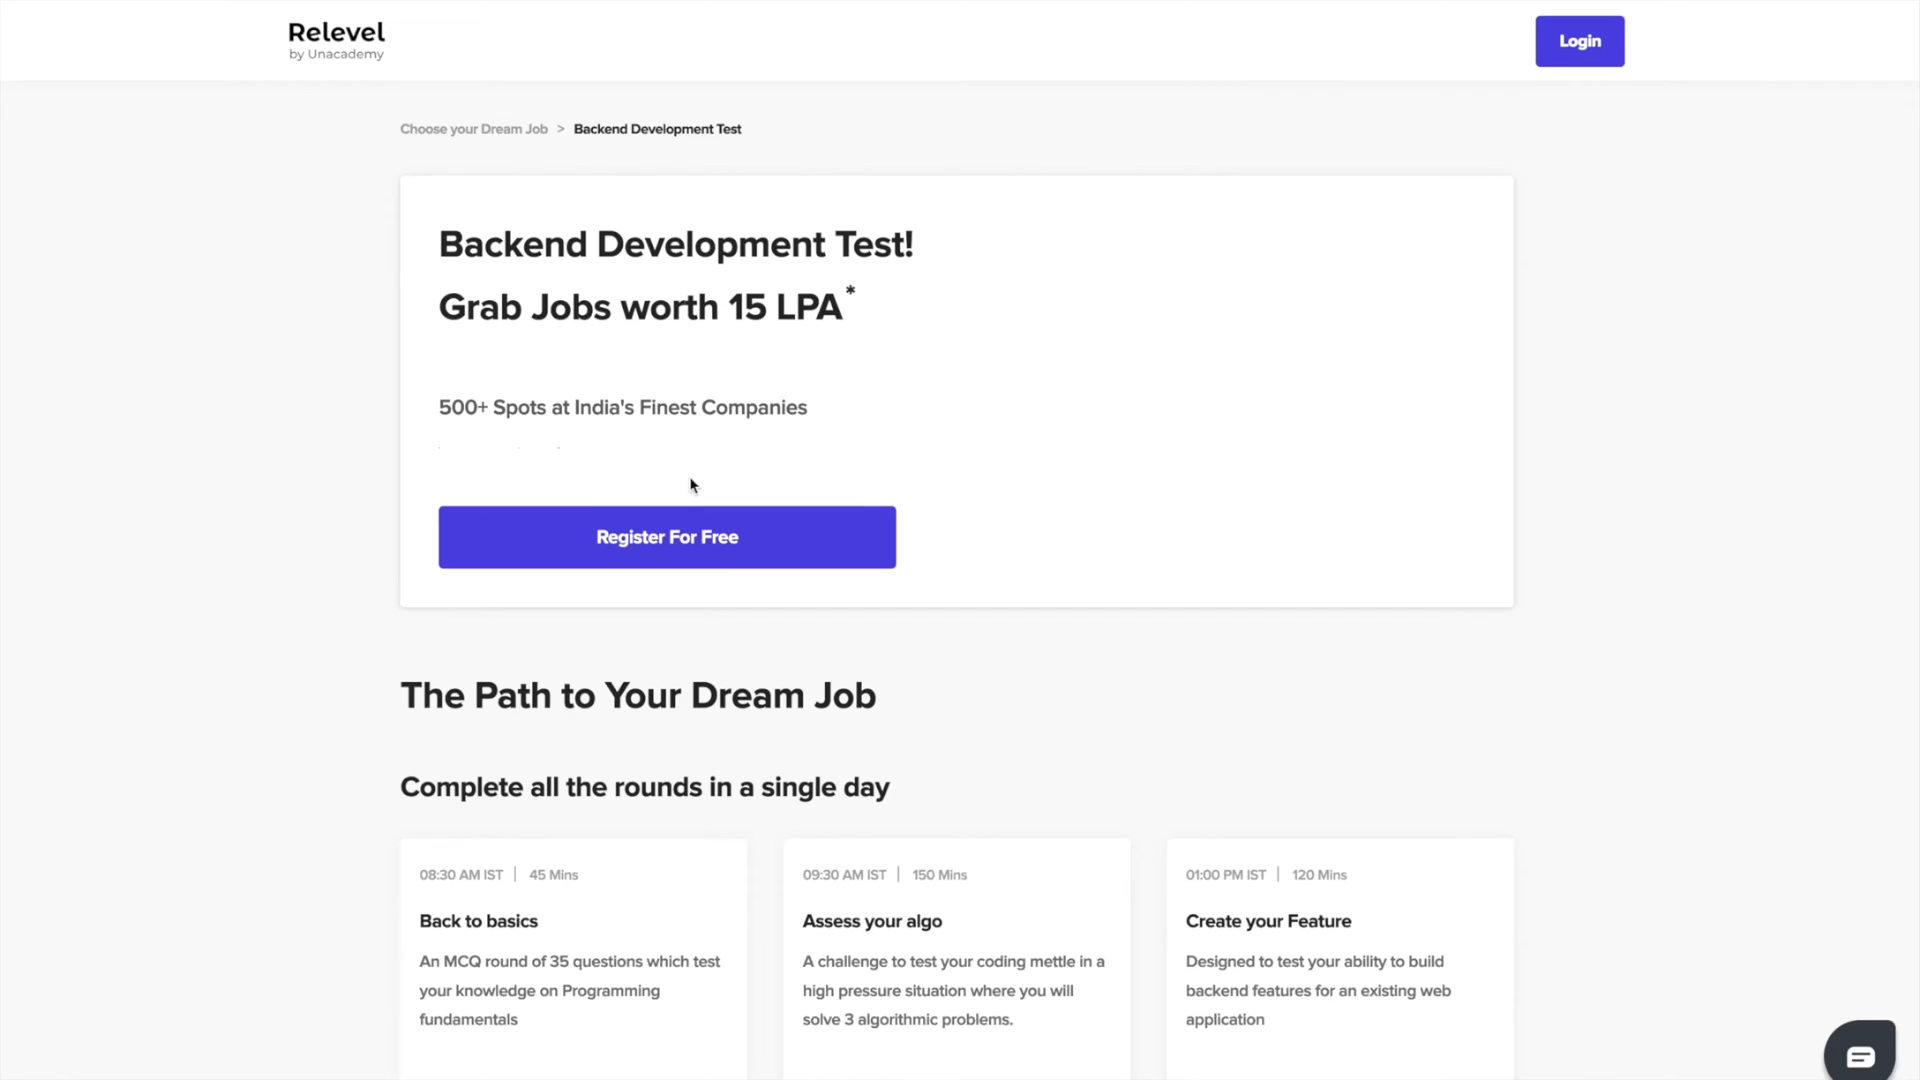 Relevel
by Unacademy
Login
Choose your Dream Job > Backend Development Test
Backend Development Test!
Grab Jobs worth 15 LPA*
500+ Spots at India's Finest Companies
Register For Free
The Path to Your Dream Job
Complete all the rounds in a single day
08:30 AM IST | 45 Mins
Back to basics
An MCQ round of 35 questions which test
your knowledge on Programming
fundamentals
09:30 AM IST | 150 Mins
Assess your algo
A challenge to test your coding mettle in a
high pressure situation where you will
solve 3 algorithmic problems.
01:00 PM IST | 120 Mins
Create your Feature
Designed to test your ability to build
backend features for an existing web
application